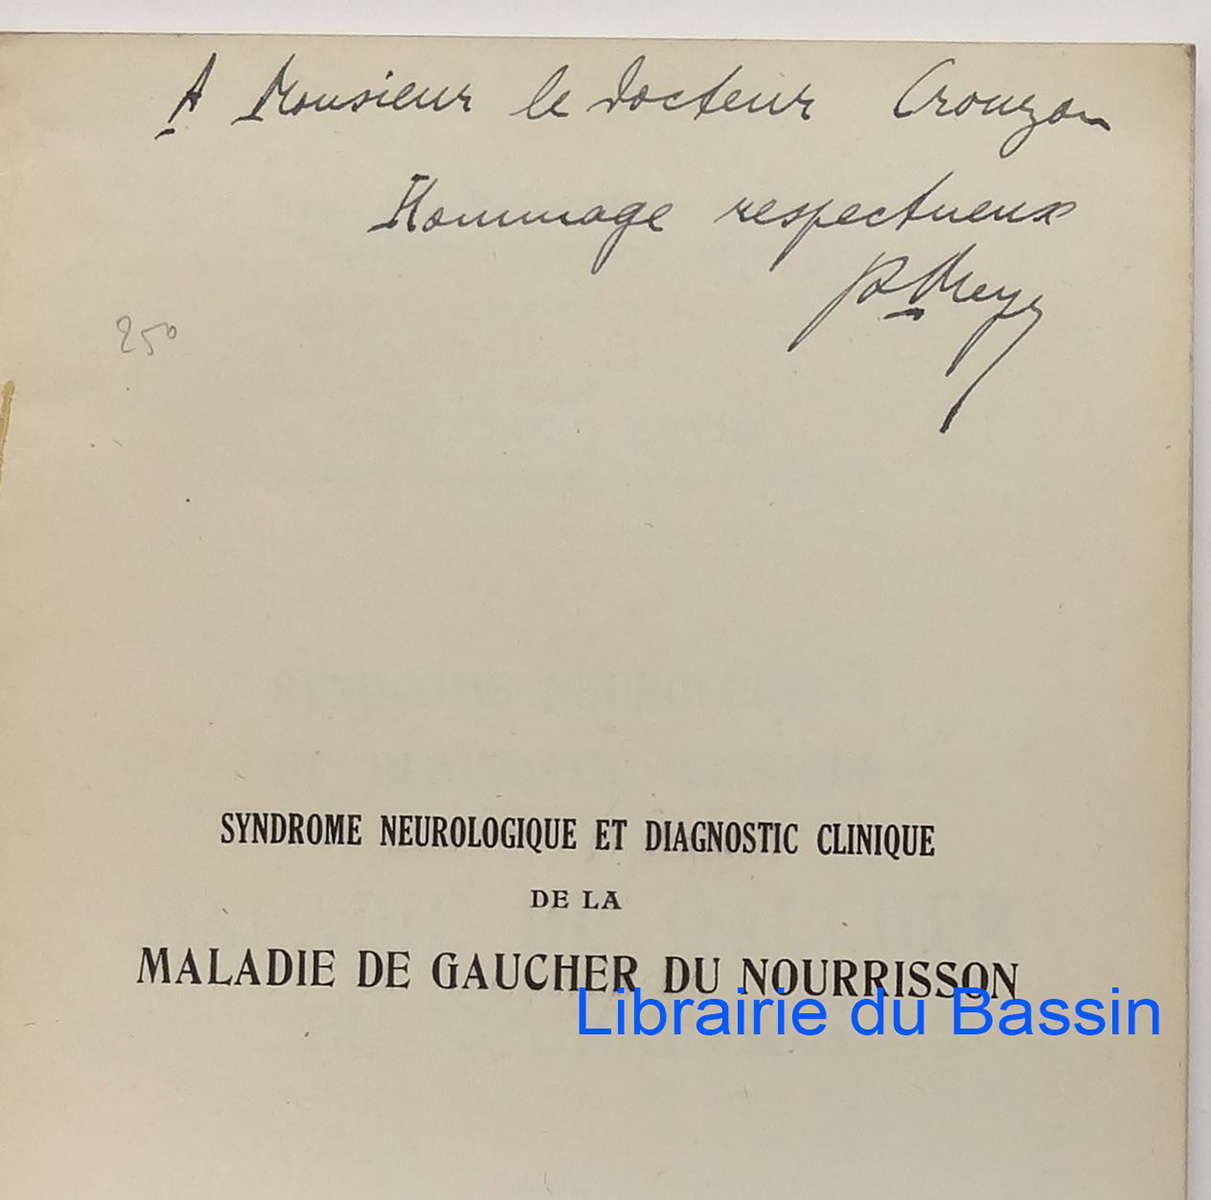 A Monsieur le docteur Crouzon
Hommage respectueux
250
SYNDROME NEUROLOGIQUE ET DIAGNOSTIC CLINIQUE
DE LA
MALADIE DE GAUCHER DU NOURRISSON
Librairie du Bassin